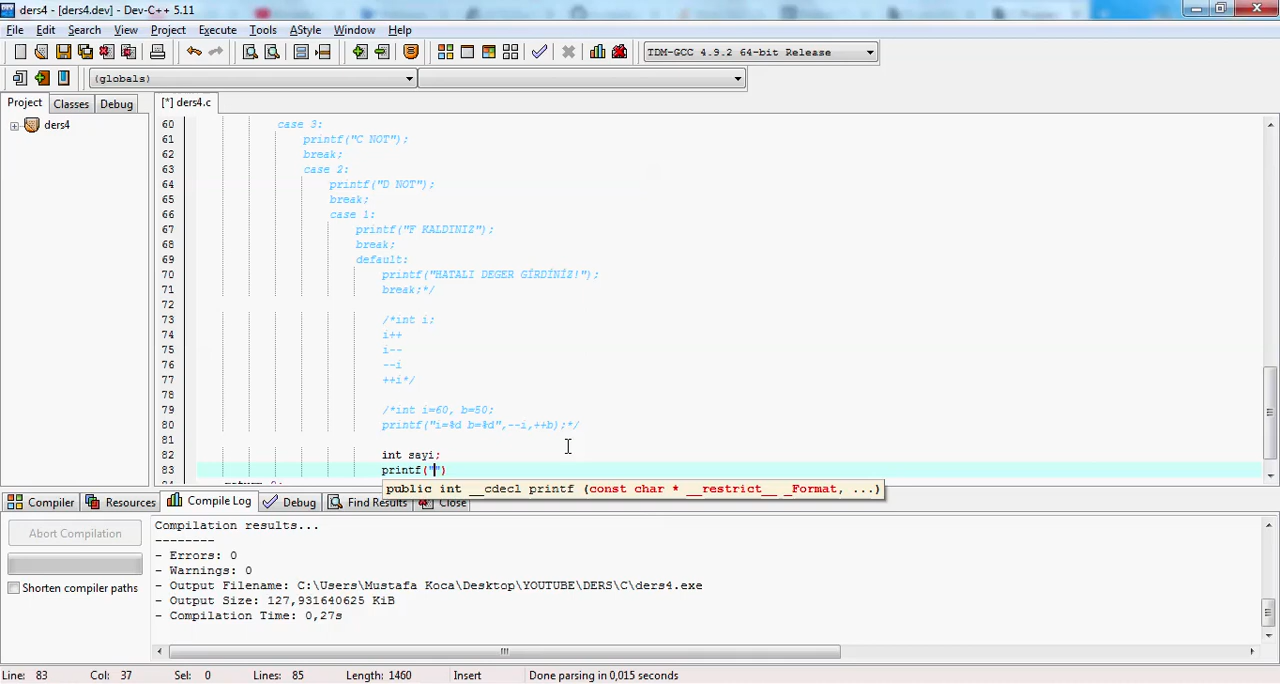 ders4 - [ders4.dev] - Dev-C++ 5.11
File Edit Search View Project Execute Tools AStyle Window Help
TDM-GCC 4.9.2 64-bit Release
(globals)
Project Classes Debug
[*] ders4.c
ders4
60 case 3:
61 printf("C NOT");
62 break;
63 case 2:
64 printf("D NOT");
65 break;
66 case 1:
67 printf("F KALDINIZ");
68 break;
69 default:
70 printf("HATALI DEGER GİRDİNİZ!");
71 break;*/
72
73 /*int i;
74 i++
75 i--
76 --i
77 ++i*/
78
79 /*int i=60, b=50;
80 printf("i=%d b=%d",--i,++b);*/
81
82 int sayi;
83 printf("")
public int __cdecl printf (const char * __restrict__ _Format, ...)
Compiler Resources Compile Log Debug Find Results Close
Abort Compilation
Shorten compiler paths
Compilation results...
--------
- Errors: 0
- Warnings: 0
- Output Filename: C:\Users\Mustafa Koca\Desktop\YOUTUBE\DERS\C\ders4.exe
- Output Size: 127,931640625 KiB
- Compilation Time: 0,27s
Line: 83 Col: 37 Sel: 0 Lines: 85 Length: 1460 Insert Done parsing in 0,015 seconds